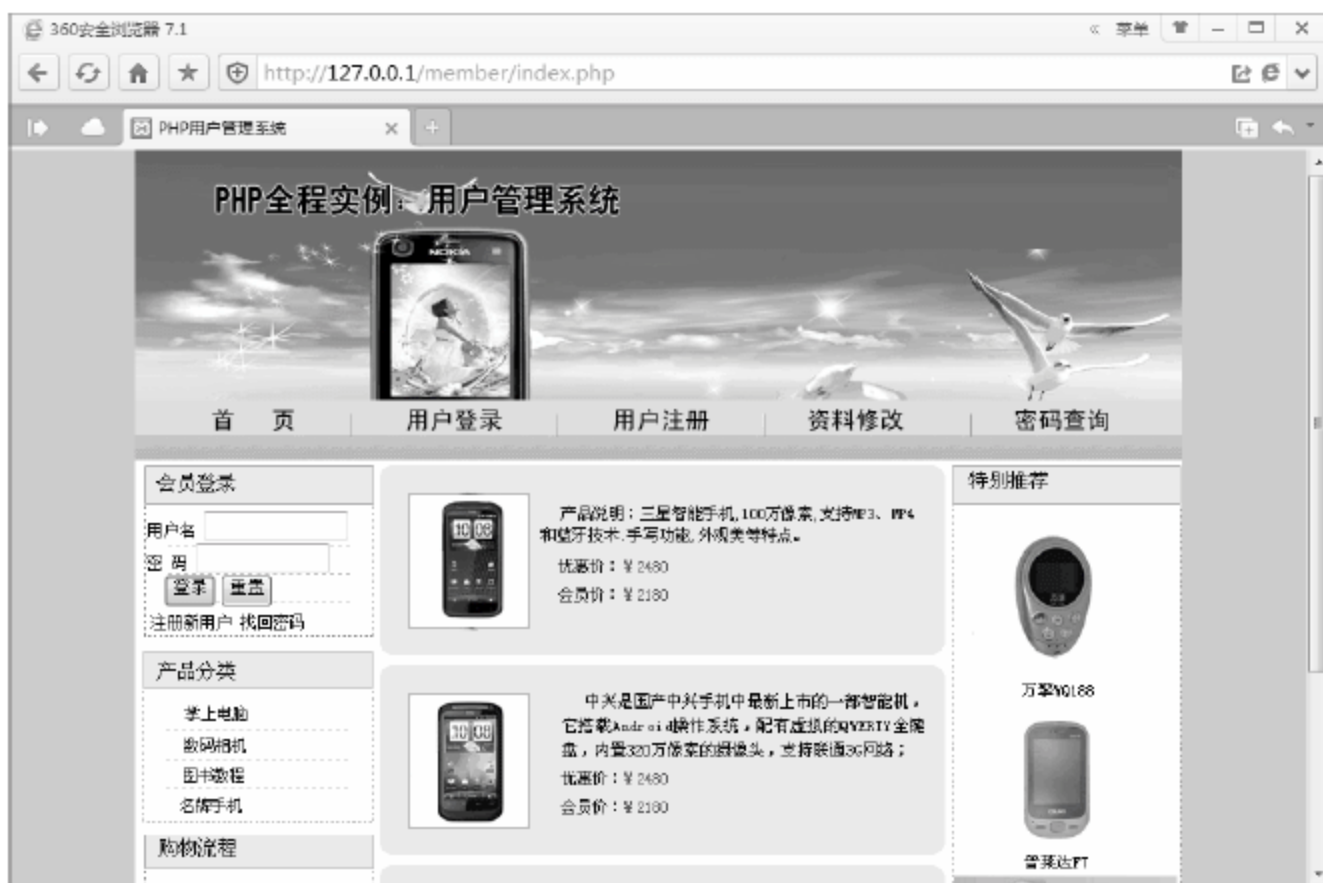 360安全浏览器 7.1
菜单
http://127.0.0.1/member/index.php
PHP用户管理系统
PHP全程实例：用户管理系统
NOKIA
首 页 用户登录 用户注册 资料修改 密码查询
会员登录
用户名
密 码
登录 重置
注册新用户 找回密码
产品分类
掌上电脑
数码相机
图书教程
名牌手机
购物流程
10 08
产品说明：三星智能手机,100万像素,支持MP3、MP4
和蓝牙技术.手写功能,外观美等特点。
优惠价：¥2480
会员价：¥2180
10 08
中兴是国产中兴手机中最新上市的一部智能机，
它搭载Android操作系统，配有虚拟的QWERTY全键
盘，内置320万像素的摄像头，支持联通3G网络；
优惠价：¥2480
会员价：¥2180
特别推荐
普莱达FT